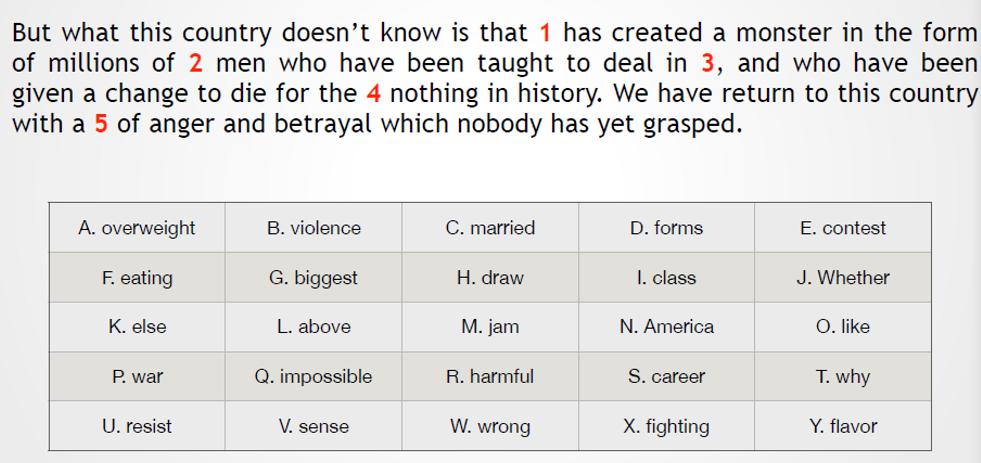 But what this country doesn't know is that 1 has created a monster in the form
of millions of 2 men who have been taught to deal in 3, and who have been
given a change to die for the 4 nothing in history. We have return to this country
with a 5 of anger and betrayal which nobody has yet grasped.
A. overweight B. violence C. married D. forms E. contest
F. eating G. biggest H. draw I. class J. Whether
K. else L. above M. jam N. America O. like
P. war Q. impossible R. harmful S. career T. why
U. resist V. sense W. wrong X. fighting Y. flavor